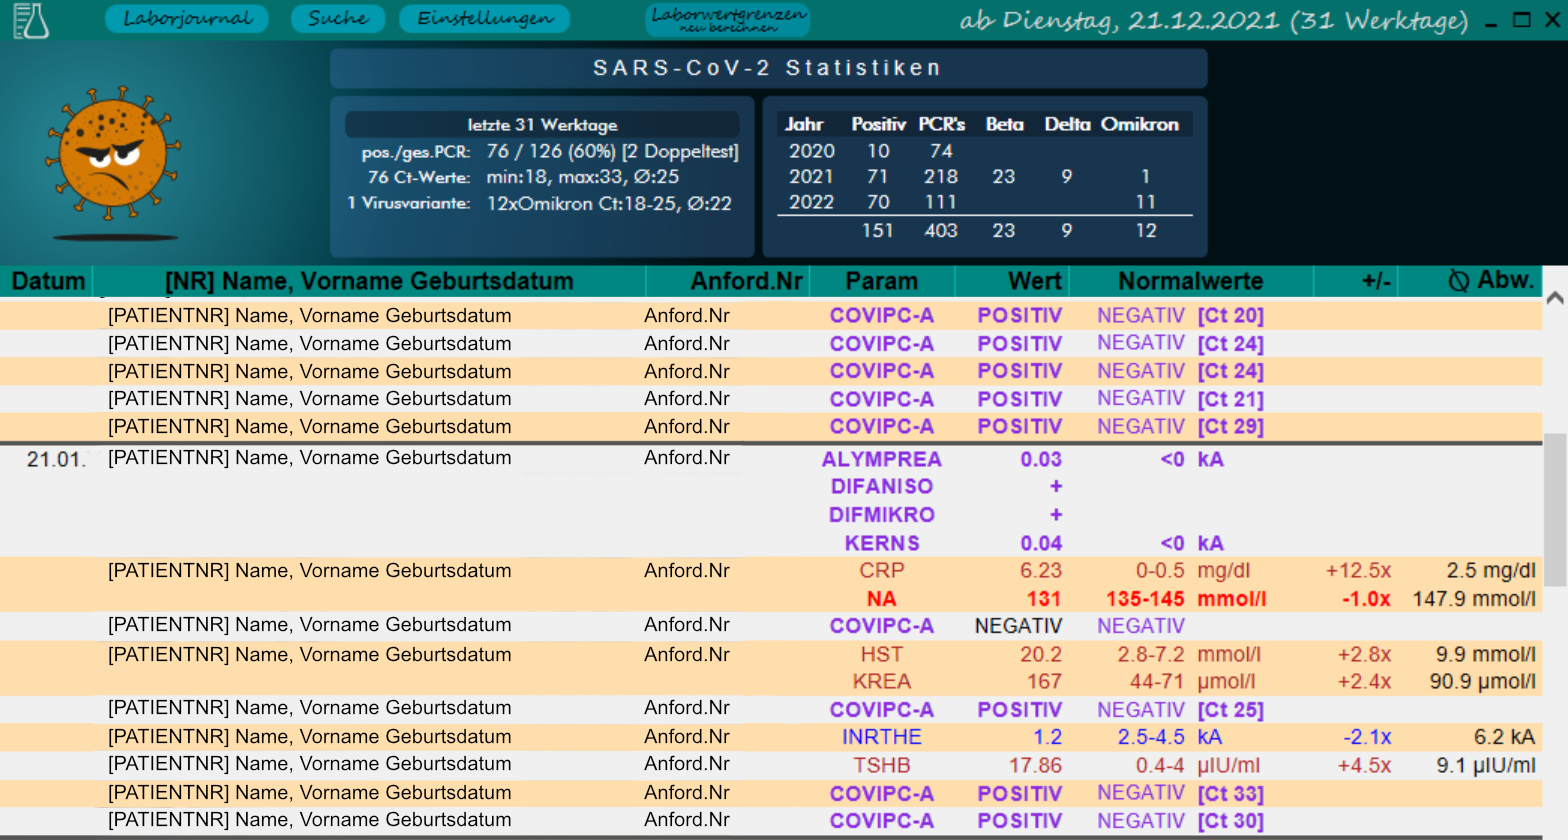 Laborjournal Suche Einstellungen Laborwertgrenzen ab Dienstag, 21.12.2021 (31 Werktage)
neu berechnen
SARS-CoV-2 Statistiken
letzte 31 Werktage
pos./ges.PCR: 76 / 126 (60%) [2 Doppeltest]
76 Ct-Werte: min:18, max:33, Ø:25
1 Virusvariante: 12xOmikron Ct:18-25, Ø:22
Jahr Positiv PCR's Beta Delta Omikron
2020 10 74
2021 71 218 23 9 1
2022 70 111 11
151 403 23 9 12
Datum [NR] Name, Vorname Geburtsdatum Anford.Nr Param Wert Normalwerte +/- Ø Abw.
[PATIENTNR] Name, Vorname Geburtsdatum Anford.Nr COVIPC-A POSITIV NEGATIV [Ct 20]
[PATIENTNR] Name, Vorname Geburtsdatum Anford.Nr COVIPC-A POSITIV NEGATIV [Ct 24]
[PATIENTNR] Name, Vorname Geburtsdatum Anford.Nr COVIPC-A POSITIV NEGATIV [Ct 24]
[PATIENTNR] Name, Vorname Geburtsdatum Anford.Nr COVIPC-A POSITIV NEGATIV [Ct 21]
[PATIENTNR] Name, Vorname Geburtsdatum Anford.Nr COVIPC-A POSITIV NEGATIV [Ct 29]
21.01. [PATIENTNR] Name, Vorname Geburtsdatum Anford.Nr ALYMPREA 0.03 <0 kA
DIFANISO +
DIFMIKRO +
KERNS 0.04 <0 kA
[PATIENTNR] Name, Vorname Geburtsdatum Anford.Nr CRP 6.23 0-0.5 mg/dl +12.5x 2.5 mg/dl
NA 131 135-145 mmol/l -1.0x 147.9 mmol/l
[PATIENTNR] Name, Vorname Geburtsdatum Anford.Nr COVIPC-A NEGATIV NEGATIV
[PATIENTNR] Name, Vorname Geburtsdatum Anford.Nr HST 20.2 2.8-7.2 mmol/l +2.8x 9.9 mmol/l
KREA 167 44-71 µmol/l +2.4x 90.9 µmol/l
[PATIENTNR] Name, Vorname Geburtsdatum Anford.Nr COVIPC-A POSITIV NEGATIV [Ct 25]
[PATIENTNR] Name, Vorname Geburtsdatum Anford.Nr INRTHE 1.2 2.5-4.5 kA -2.1x 6.2 kA
[PATIENTNR] Name, Vorname Geburtsdatum Anford.Nr TSHB 17.86 0.4-4 µIU/ml +4.5x 9.1 µIU/ml
[PATIENTNR] Name, Vorname Geburtsdatum Anford.Nr COVIPC-A POSITIV NEGATIV [Ct 33]
[PATIENTNR] Name, Vorname Geburtsdatum Anford.Nr COVIPC-A POSITIV NEGATIV [Ct 30]